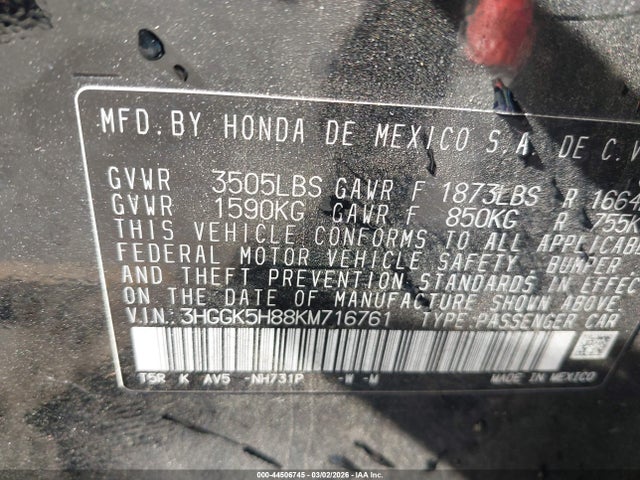 MFD. BY HONDA DE MEXICO S.A. DE C.V
GVWR 3505LBS GAWR F 1873LBS R 1664
GVWR 1590KG GAWR F 850KG R 755K
THIS VEHICLE CONFORMS TO ALL APPLICABLE
FEDERAL MOTOR VEHICLE SAFETY, BUMPER
AND THEFT PREVENTION STANDARDS IN EFFECT
ON THE DATE OF MANUFACTURE SHOWN ABOVE
V.I.N.: 3HGGK5H88KM716761 TYPE: PASSENGER CAR
T5R K AV5 -NH731P -W -M MADE IN MEXICO
000-44506745 - 03/02/2026 - IAA, Inc.